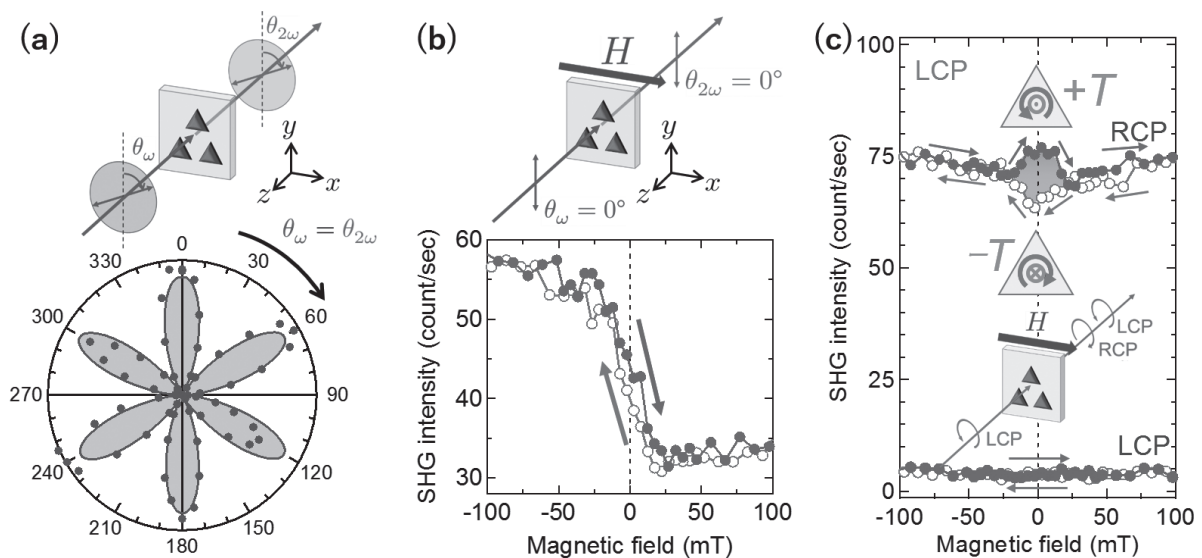 (a)
θ2ω
θω
y
x
z
θω = θ2ω
0
30
60
90
120
150
180
210
240
270
300
330
(b)
H
θ2ω = 0°
θω = 0°
y
x
z
SHG intensity (count/sec)
60
50
40
30
-100
-50
0
50
100
Magnetic field (mT)
(c)
SHG intensity (count/sec)
100
75
50
25
0
LCP
+T
RCP
−T
H
LCP
RCP
LCP
LCP
-100
-50
0
50
100
Magnetic field (mT)